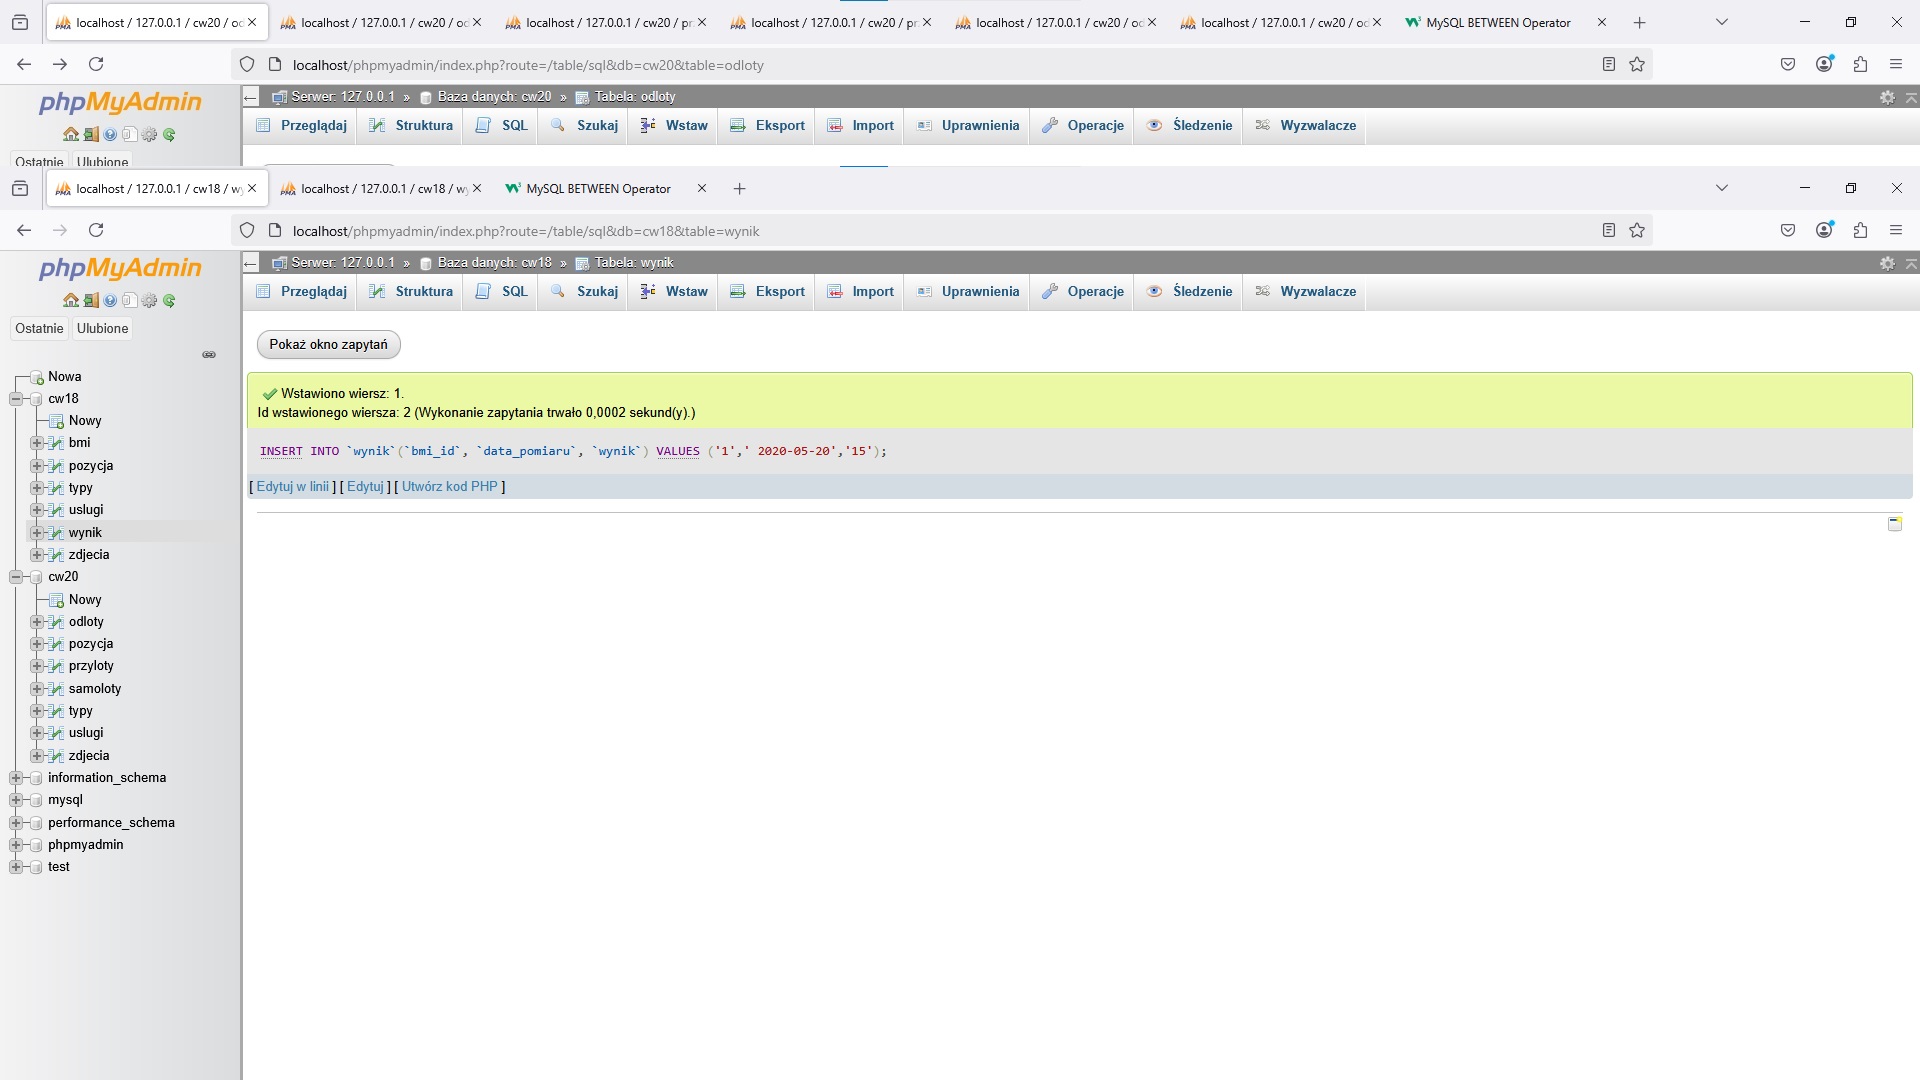 localhost / 127.0.0.1 / cw20 / od localhost / 127.0.0.1 / cw20 / od localhost / 127.0.0.1 / cw20 / pr localhost / 127.0.0.1 / cw20 / pr localhost / 127.0.0.1 / cw20 / od localhost / 127.0.0.1 / cw20 / od MySQL BETWEEN Operator
localhost/phpmyadmin/index.php?route=/table/sql&db=cw20&table=odloty
phpMyAdmin
Serwer: 127.0.0.1 » Baza danych: cw20 » Tabela: odloty
Przeglądaj Struktura SQL Szukaj Wstaw Eksport Import Uprawnienia Operacje Śledzenie Wyzwalacze
Ostatnie Ulubione
localhost / 127.0.0.1 / cw18 / wy localhost / 127.0.0.1 / cw18 / wy MySQL BETWEEN Operator
localhost/phpmyadmin/index.php?route=/table/sql&db=cw18&table=wynik
phpMyAdmin
Serwer: 127.0.0.1 » Baza danych: cw18 » Tabela: wynik
Przeglądaj Struktura SQL Szukaj Wstaw Eksport Import Uprawnienia Operacje Śledzenie Wyzwalacze
Ostatnie Ulubione
Nowa
cw18
Nowy
bmi
pozycja
typy
uslugi
wynik
zdjecia
cw20
Nowy
odloty
pozycja
przyloty
samoloty
typy
uslugi
zdjecia
information_schema
mysql
performance_schema
phpmyadmin
test
Pokaż okno zapytań
Wstawiono wiersz: 1.
Id wstawionego wiersza: 2 (Wykonanie zapytania trwało 0,0002 sekund(y).)
INSERT INTO `wynik`(`bmi_id`, `data_pomiaru`, `wynik`) VALUES ('1',' 2020-05-20','15');
[ Edytuj w linii ] [ Edytuj ] [ Utwórz kod PHP ]